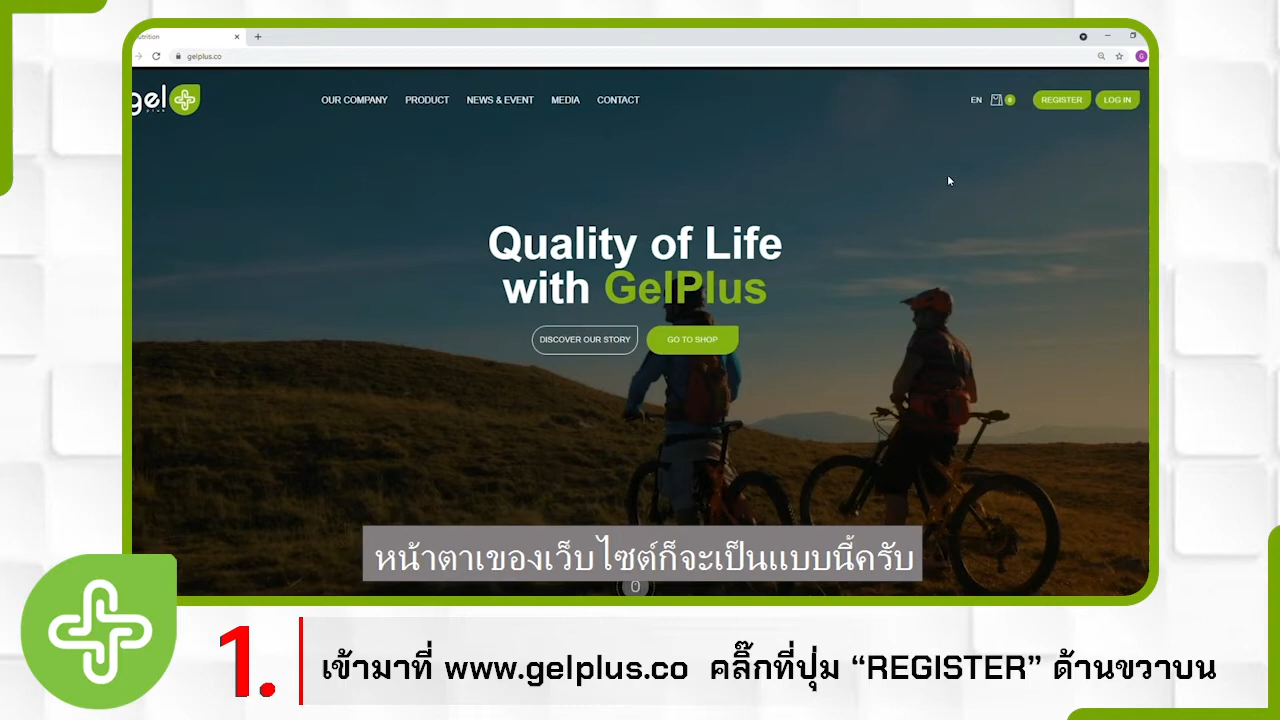 utrition
gelplus.co
G
gel
plus
OUR COMPANY PRODUCT NEWS & EVENT MEDIA CONTACT
EN 0 REGISTER LOG IN
Quality of Life
with GelPlus
DISCOVER OUR STORY GO TO SHOP
หน้าตาเของเว็บไซต์ก็จะเป็นแบบนี้ครับ
1. เข้ามาที่ www.gelplus.co คลิ๊กที่ปุ่ม “REGISTER” ด้านขวาบน